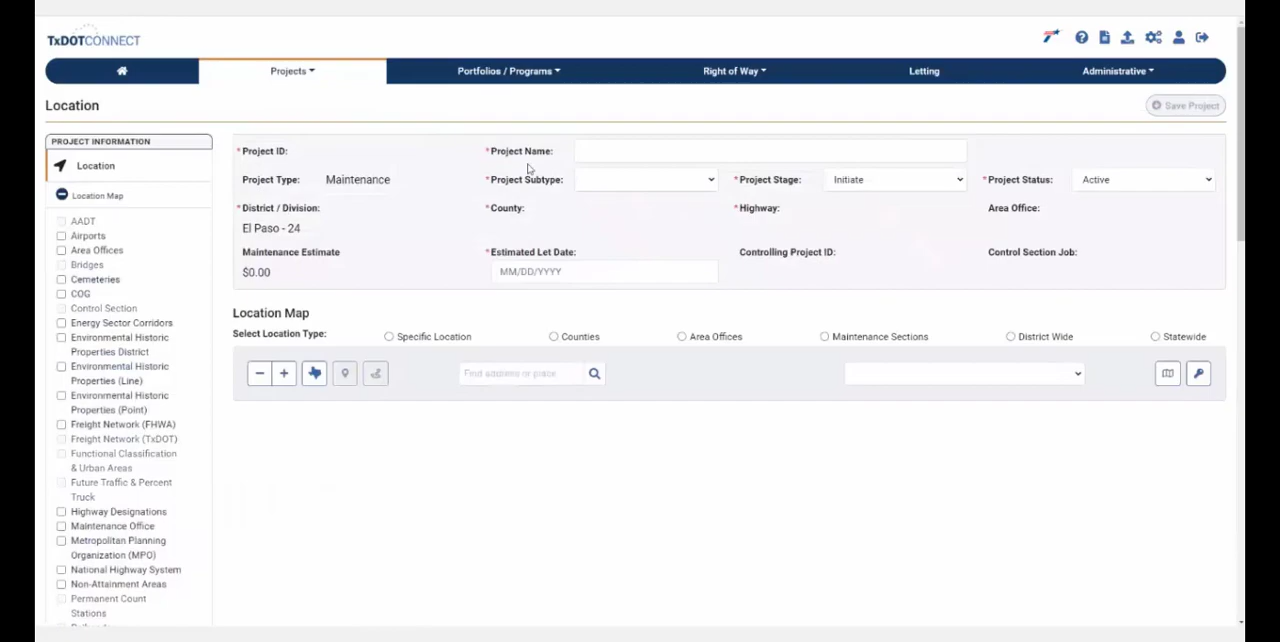 TxDOTCONNECT
Projects
Portfolios / Programs
Right of Way
Letting
Administrative
Location
Save Project
PROJECT INFORMATION
Location
Location Map
AADT
Airports
Area Offices
Bridges
Cemeteries
COG
Control Section
Energy Sector Corridors
Environmental Historic
Properties District
Environmental Historic
Properties (Line)
Environmental Historic
Properties (Point)
Freight Network (FHWA)
Freight Network (TxDOT)
Functional Classification
& Urban Areas
Future Traffic & Percent
Truck
Highway Designations
Maintenance Office
Metropolitan Planning
Organization (MPO)
National Highway System
Non-Attainment Areas
Permanent Count
Stations
*Project ID:
*Project Name:
Project Type: Maintenance
*Project Subtype:
*Project Stage: Initiate
*Project Status: Active
*District / Division:
*County:
*Highway:
Area Office:
El Paso - 24
Maintenance Estimate
*Estimated Let Date:
Controlling Project ID:
Control Section Job:
$0.00
MM/DD/YYYY
Location Map
Select Location Type:
Specific Location
Counties
Area Offices
Maintenance Sections
District Wide
Statewide
Find address or place